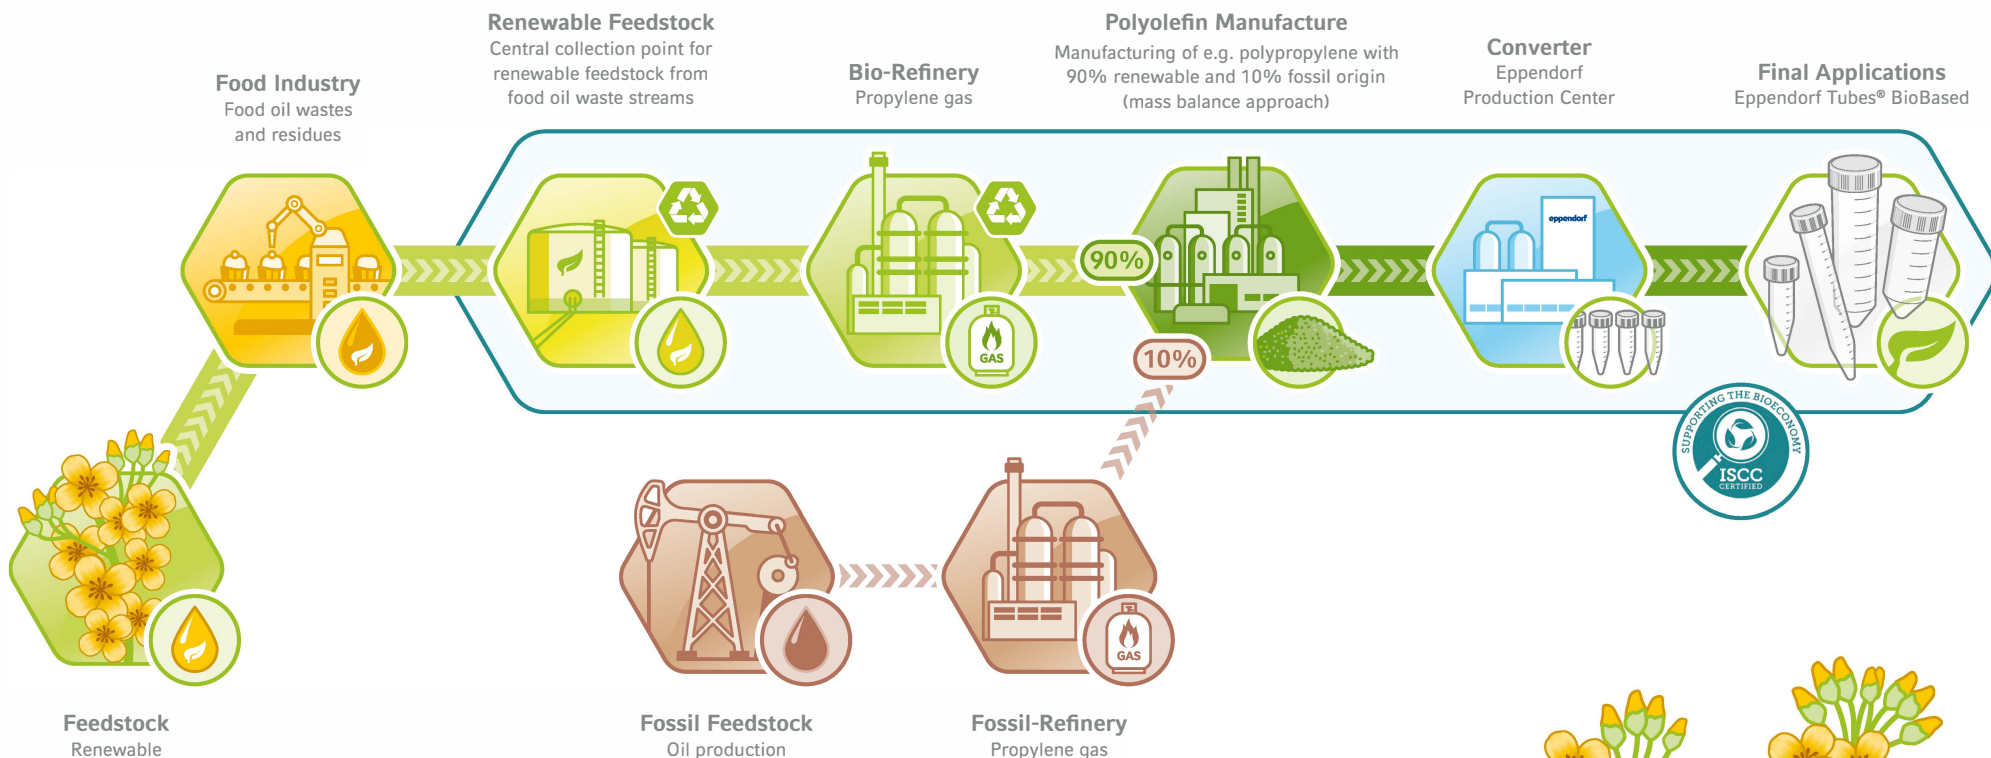 Food Industry
Food oil wastes
and residues
Renewable Feedstock
Central collection point for
renewable feedstock from
food oil waste streams
Bio-Refinery
Propylene gas
Polyolefin Manufacture
Manufacturing of e.g. polypropylene with
90% renewable and 10% fossil origin
(mass balance approach)
Converter
Eppendorf
Production Center
Final Applications
Eppendorf Tubes® BioBased
eppendorf
90%
GAS
10%
SUPPORTING THE BIOECONOMY
ISCC
CERTIFIED
GAS
Feedstock
Renewable
Fossil Feedstock
Oil production
Fossil-Refinery
Propylene gas